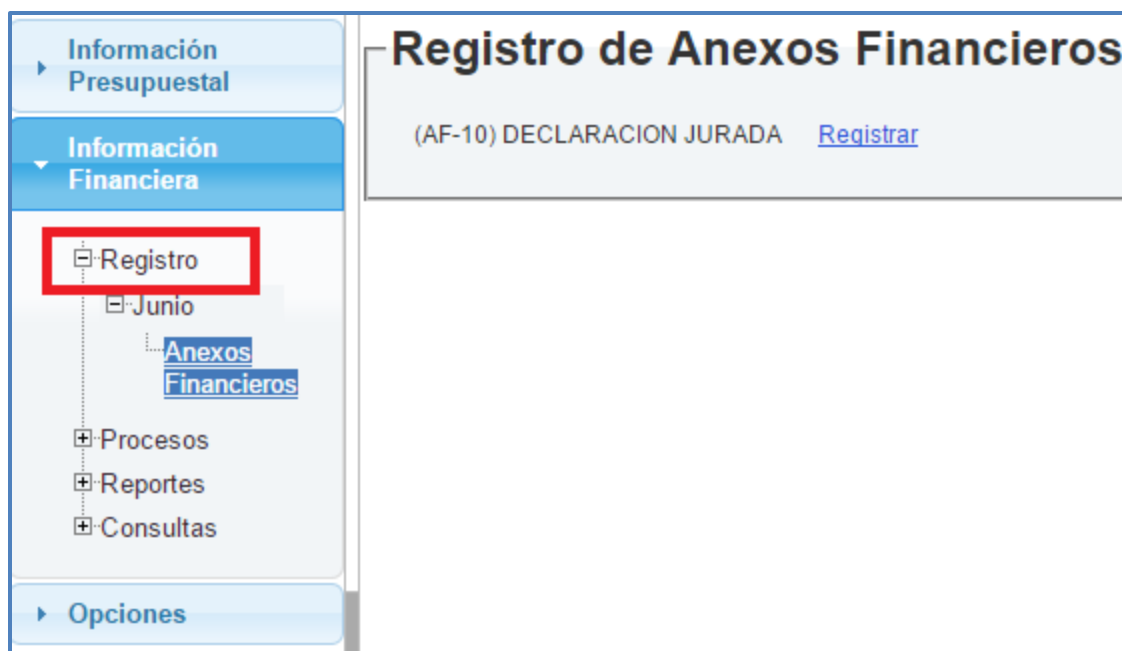 Información
Presupuestal
Información
Financiera
Registro
Junio
Anexos
Financieros
Procesos
Reportes
Consultas
Opciones
Registro de Anexos Financieros
(AF-10) DECLARACION JURADA Registrar